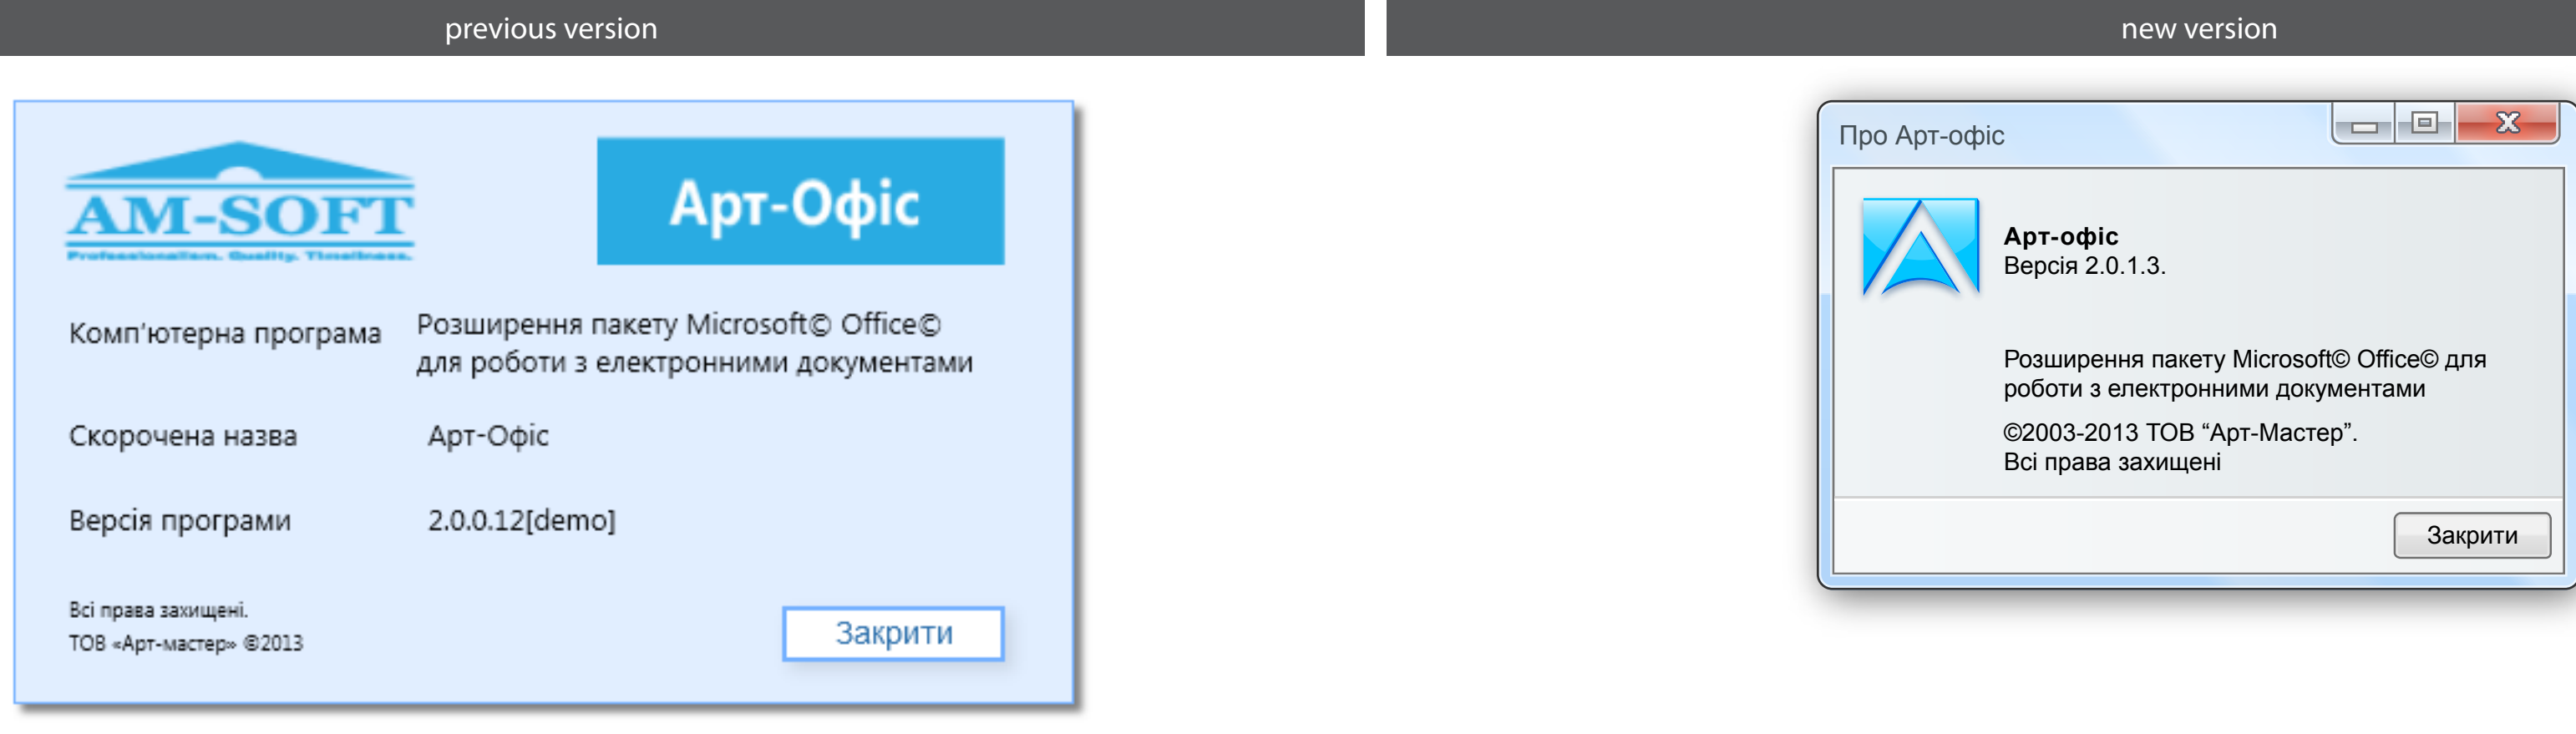 previous version
new version
AM-SOFT
Professionalism. Quality. Timeliness.
Арт-Офіс
Комп'ютерна програма
Розширення пакету Microsoft© Office©
для роботи з електронними документами
Скорочена назва
Арт-Офіс
Версія програми
2.0.0.12[demo]
Всі права захищені.
ТОВ «Арт-мастер» ©2013
Закрити
Про Арт-офіс
Арт-офіс
Версія 2.0.1.3.
Розширення пакету Microsoft© Office© для
роботи з електронними документами
©2003-2013 ТОВ “Арт-Мастер”.
Всі права захищені
Закрити